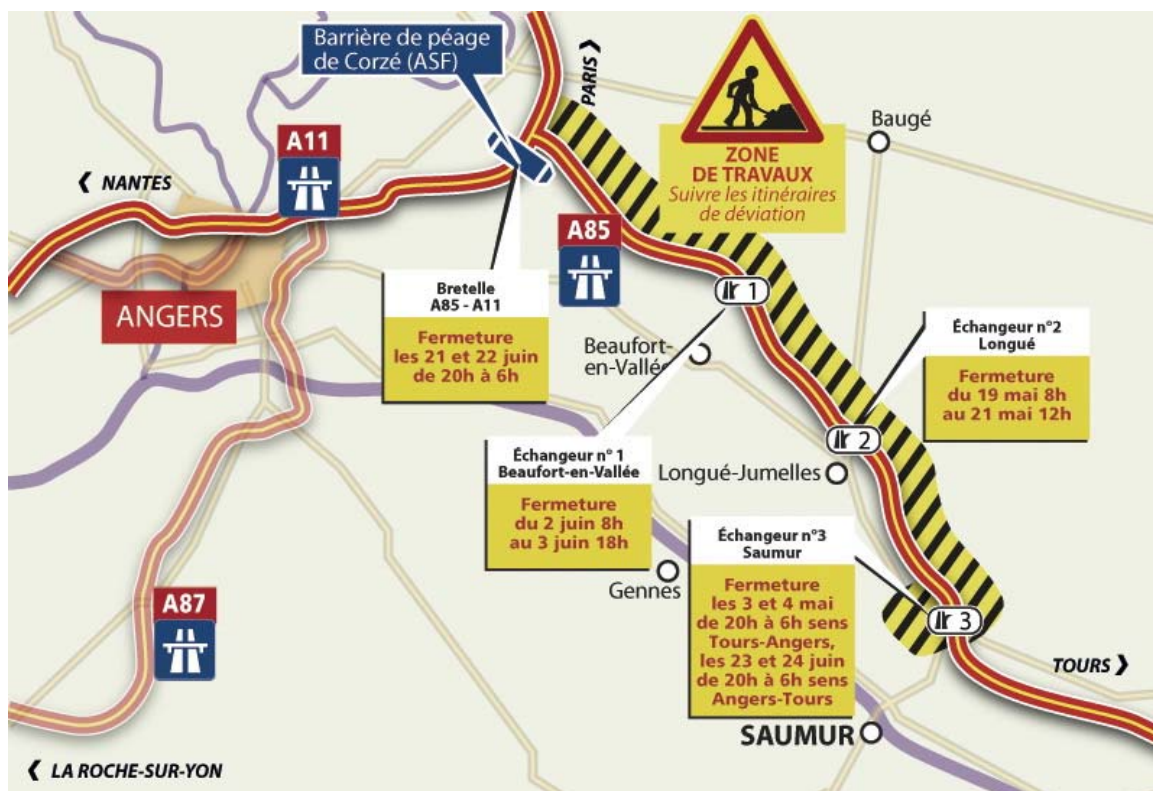 Barrière de péage
de Corzé (ASF)
PARIS
ZONE
DE TRAVAUX
Suivre les itinéraires
de déviation
Baugé
A11
NANTES
ANGERS
A85
Bretelle
A85 - A11
Fermeture
les 21 et 22 juin
de 20h à 6h
1
Beaufort-
en-Vallée
Échangeur n°2
Longué
Fermeture
du 19 mai 8h
au 21 mai 12h
2
Longué-Jumelles
Échangeur n° 1
Beaufort-en-Vallée
Fermeture
du 2 juin 8h
au 3 juin 18h
Gennes
Échangeur n°3
Saumur
Fermeture
les 3 et 4 mai
de 20h à 6h sens
Tours-Angers,
les 23 et 24 juin
de 20h à 6h sens
Angers-Tours
3
A87
TOURS
SAUMUR
LA ROCHE-SUR-YON